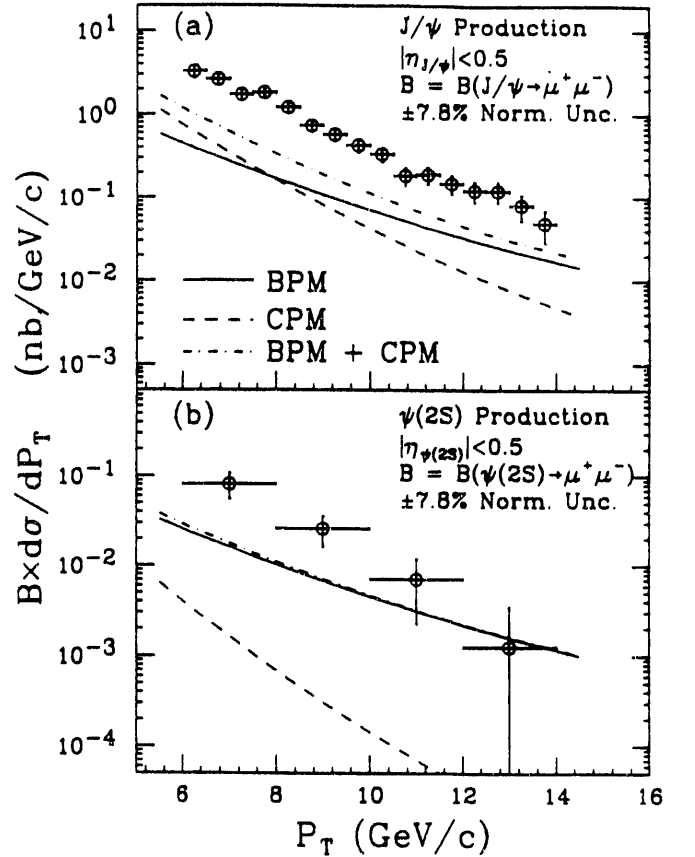 (a)
J/ψ Production
|η_{J/ψ}|<0.5
B = B(J/ψ→μ⁺μ⁻)
±7.8% Norm. Unc.
10¹
10⁰
10⁻¹
10⁻²
10⁻³
BPM
CPM
BPM + CPM
(b)
ψ(2S) Production
|η_{ψ(2S)}|<0.5
B = B(ψ(2S)→μ⁺μ⁻)
±7.8% Norm. Unc.
10⁻¹
10⁻²
10⁻³
10⁻⁴
B×dσ/dP_T (nb/GeV/c)
6 8 10 12 14 16
P_T (GeV/c)